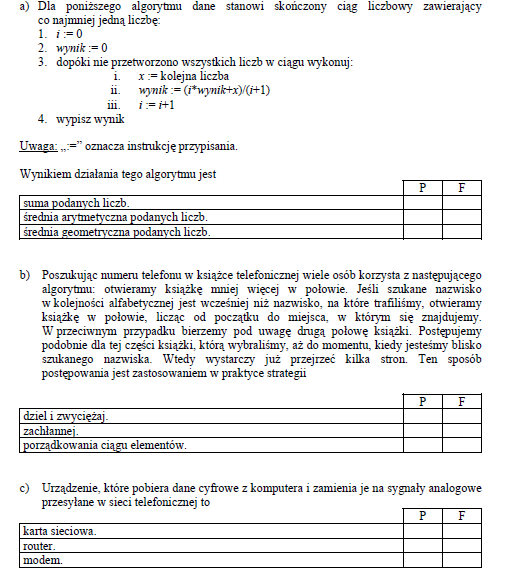 a) Dla poniższego algorytmu dane stanowi skończony ciąg liczbowy zawierający
co najmniej jedną liczbę:
1. i := 0
2. wynik := 0
3. dopóki nie przetworzono wszystkich liczb w ciągu wykonuj:
i. x := kolejna liczba
ii. wynik := (i*wynik+x)/(i+1)
iii. i := i+1
4. wypisz wynik
Uwaga: „:=” oznacza instrukcję przypisania.
Wynikiem działania tego algorytmu jest
P F
suma podanych liczb.
średnia arytmetyczna podanych liczb.
średnia geometryczna podanych liczb.
b) Poszukując numeru telefonu w książce telefonicznej wiele osób korzysta z następującego
algorytmu: otwieramy książkę mniej więcej w połowie. Jeśli szukane nazwisko
w kolejności alfabetycznej jest wcześniej niż nazwisko, na które trafiliśmy, otwieramy
książkę w połowie, licząc od początku do miejsca, w którym się znajdujemy.
W przeciwnym przypadku bierzemy pod uwagę drugą połowę książki. Postępujemy
podobnie dla tej części książki, którą wybraliśmy, aż do momentu, kiedy jesteśmy blisko
szukanego nazwiska. Wtedy wystarczy już przejrzeć kilka stron. Ten sposób
postępowania jest zastosowaniem w praktyce strategii
P F
dziel i zwyciężaj.
zachłannej.
porządkowania ciągu elementów.
c) Urządzenie, które pobiera dane cyfrowe z komputera i zamienia je na sygnały analogowe
przesyłane w sieci telefonicznej to
P F
karta sieciowa.
router.
modem.